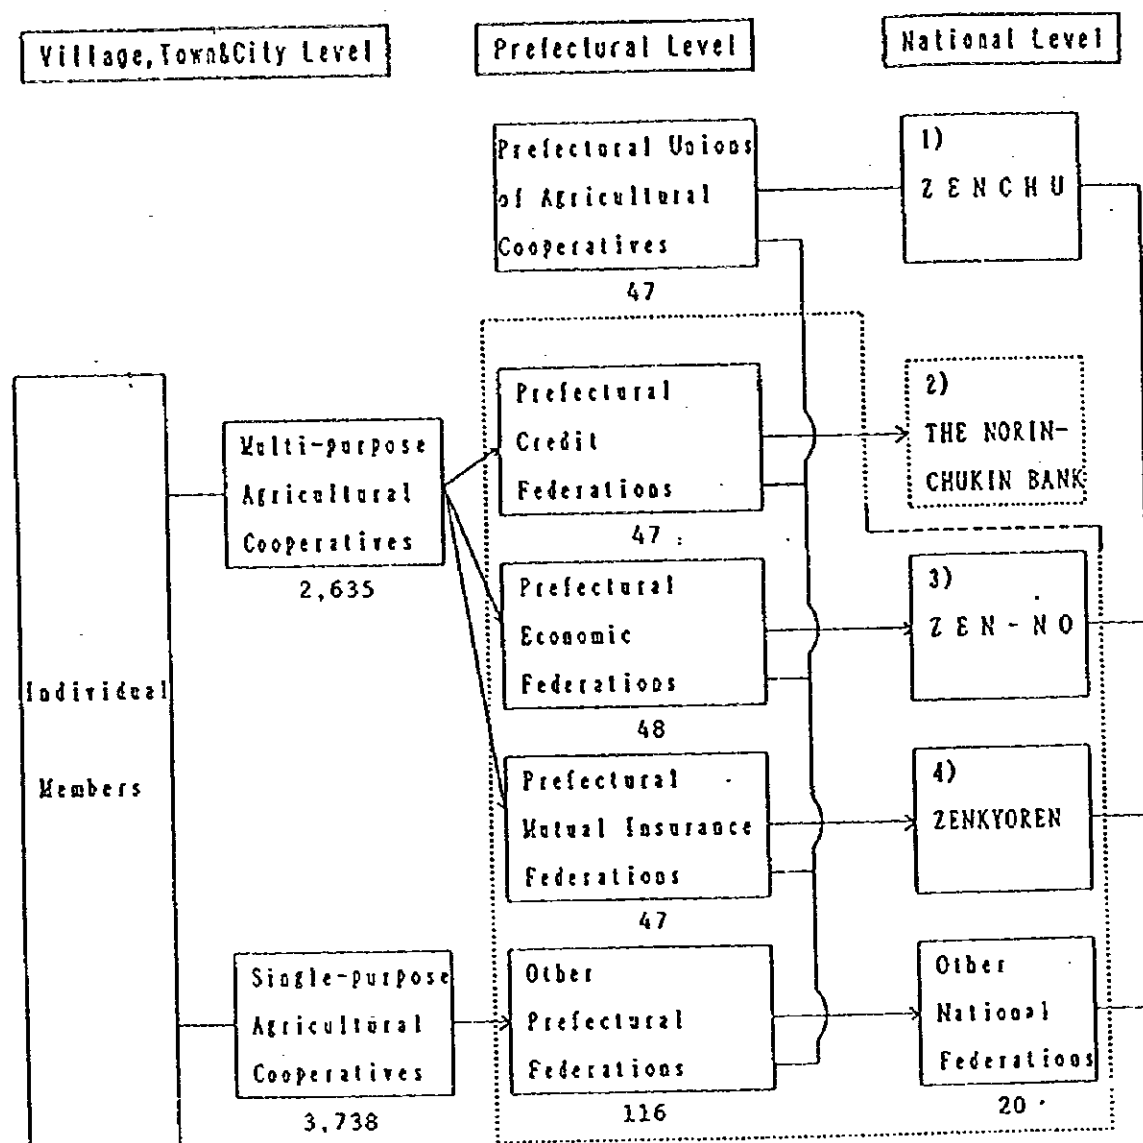 Village,Town&City Level
Prefectural Level
National Level
Prefectural Unions
of Agricultural
Cooperatives
47
1)
ZENCHU
Individual
Members
Multi-purpose
Agricultural
Cooperatives
2,635
Prefectural
Credit
Federations
47
2)
THE NORIN-
CHUKIN BANK
Prefectural
Economic
Federations
48
3)
ZEN-NO
Prefectural
Mutual Insurance
Federations
47
4)
ZENKYOREN
Single-purpose
Agricultural
Cooperatives
3,738
Other
Prefectural
Federations
116
Other
National
Federations
20